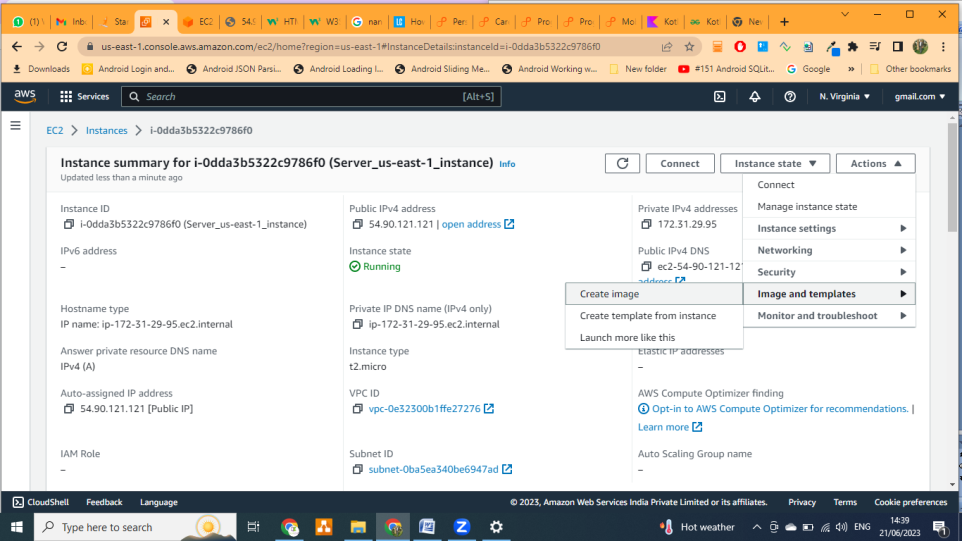 (1) W
Inb
Star
EC2
54.9
HTI
W3
nan
Hov
Per
Car
Pro
Pro
Mo
Kotl
Kotl
Nev
us-east-1.console.aws.amazon.com/ec2/home?region=us-east-1#InstanceDetails:instanceId=i-0dda3b5322c9786f0
Downloads
Android Login and...
Android JSON Parsi...
Android Loading I...
Android Sliding Me...
Android Working w...
New folder
#151 Android SQLit...
Google
»
Other bookmarks
aws
Services
Search
[Alt+S]
N. Virginia
gmail.com
EC2
Instances
i-0dda3b5322c9786f0
Instance summary for i-0dda3b5322c9786f0 (Server_us-east-1_instance) Info
Updated less than a minute ago
Connect
Instance state
Actions
Connect
Manage instance state
Instance settings
Networking
Security
Image and templates
Monitor and troubleshoot
Create image
Create template from instance
Launch more like this
Instance ID
i-0dda3b5322c9786f0 (Server_us-east-1_instance)
Public IPv4 address
54.90.121.121 | open address
Private IPv4 addresses
172.31.29.95
IPv6 address
–
Instance state
Running
Public IPv4 DNS
ec2-54-90-121-121
address
Hostname type
IP name: ip-172-31-29-95.ec2.internal
Private IP DNS name (IPv4 only)
ip-172-31-29-95.ec2.internal
Answer private resource DNS name
IPv4 (A)
Instance type
t2.micro
Elastic IP addresses
–
Auto-assigned IP address
54.90.121.121 [Public IP]
VPC ID
vpc-0e32300b1ffe27276
AWS Compute Optimizer finding
Opt-in to AWS Compute Optimizer for recommendations. |
Learn more
IAM Role
–
Subnet ID
subnet-0ba5ea340be6947ad
Auto Scaling Group name
–
CloudShell
Feedback
Language
© 2023, Amazon Web Services India Private Limited or its affiliates.
Privacy
Terms
Cookie preferences
Type here to search
Hot weather
ENG
14:39
21/06/2023
1